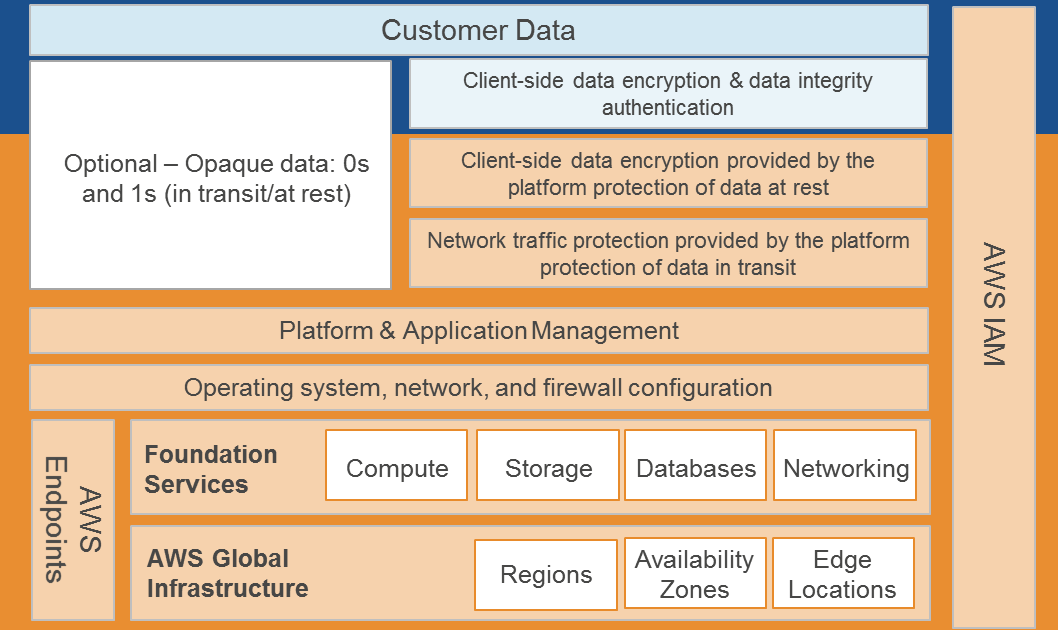 Customer Data
Client-side data encryption & data integrity
authentication
Optional – Opaque data: 0s
and 1s (in transit/at rest)
Client-side data encryption provided by the
platform protection of data at rest
Network traffic protection provided by the platform
protection of data in transit
AWS IAM
Platform & Application Management
Operating system, network, and firewall configuration
AWS
Endpoints
Foundation
Services
Compute
Storage
Databases
Networking
AWS Global
Infrastructure
Regions
Availability
Zones
Edge
Locations